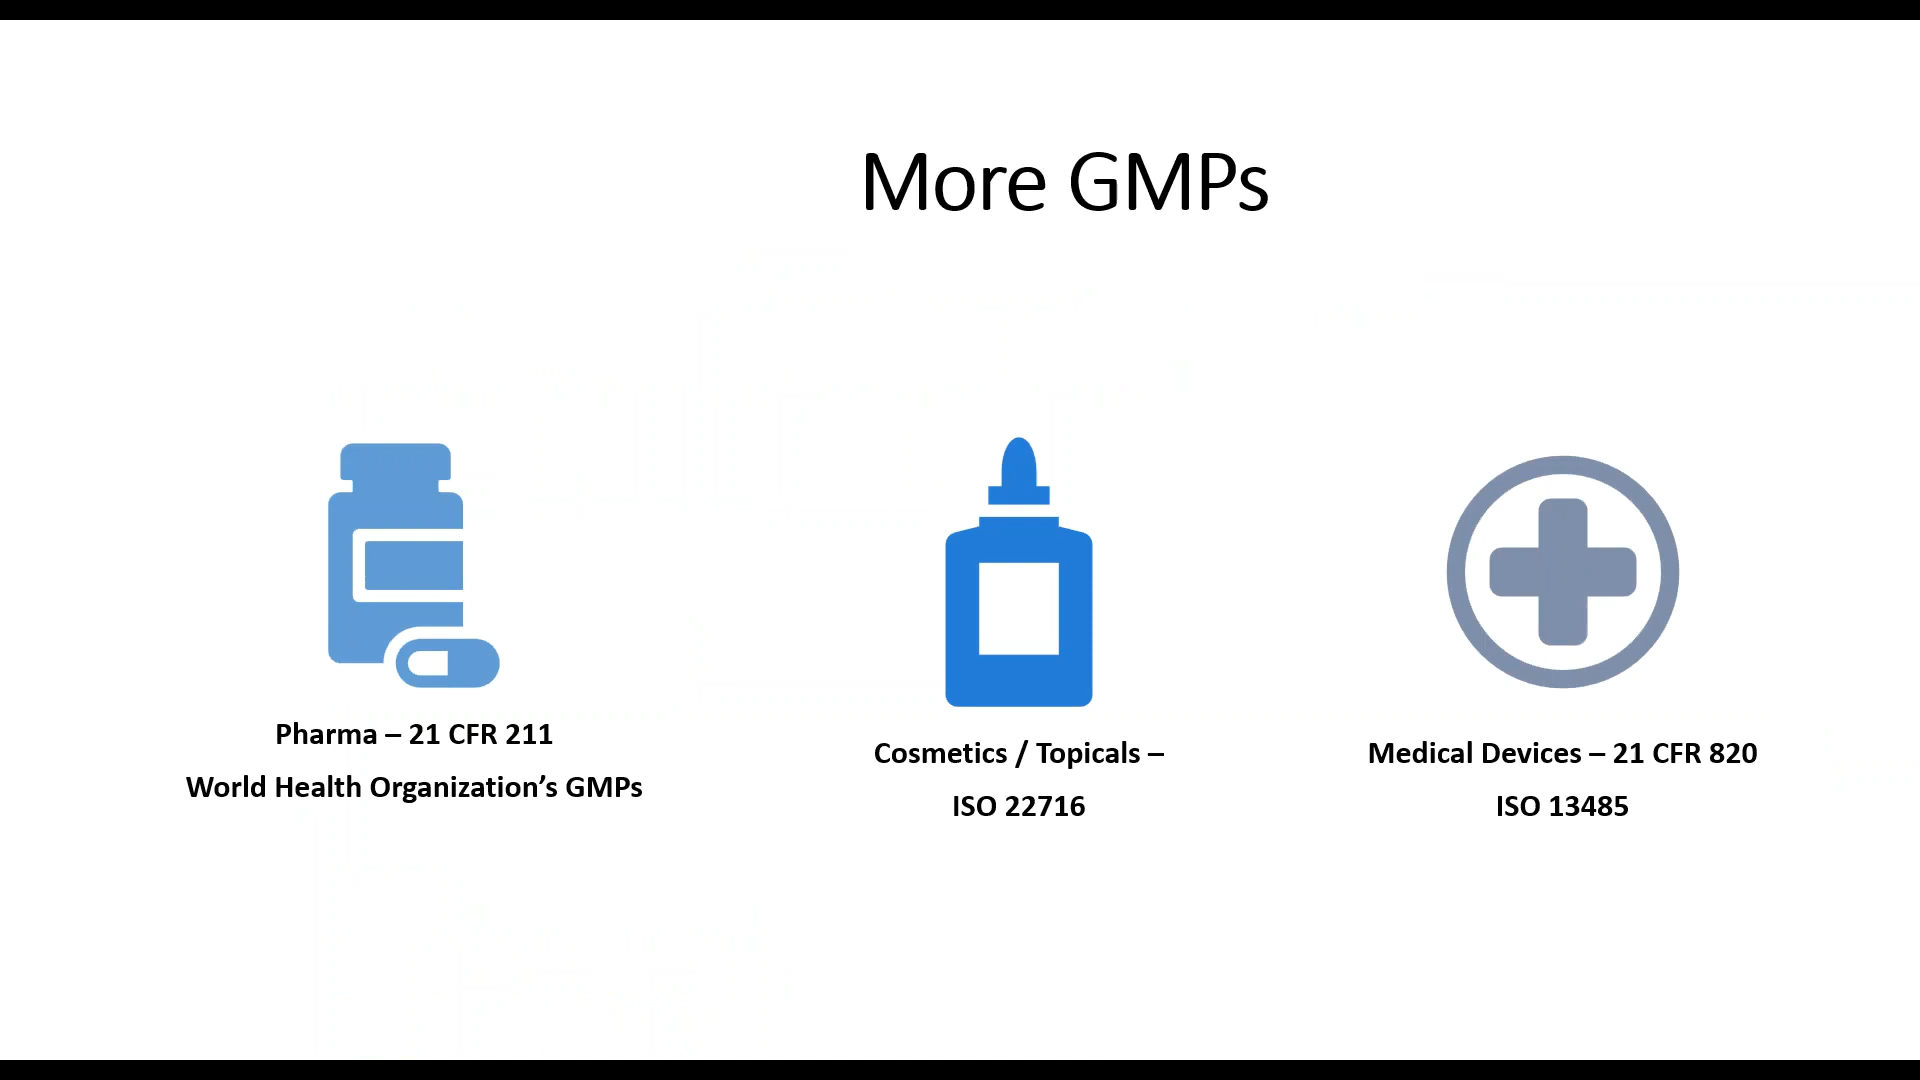 More GMPs
Pharma – 21 CFR 211
World Health Organization’s GMPs
Cosmetics / Topicals –
ISO 22716
Medical Devices – 21 CFR 820
ISO 13485